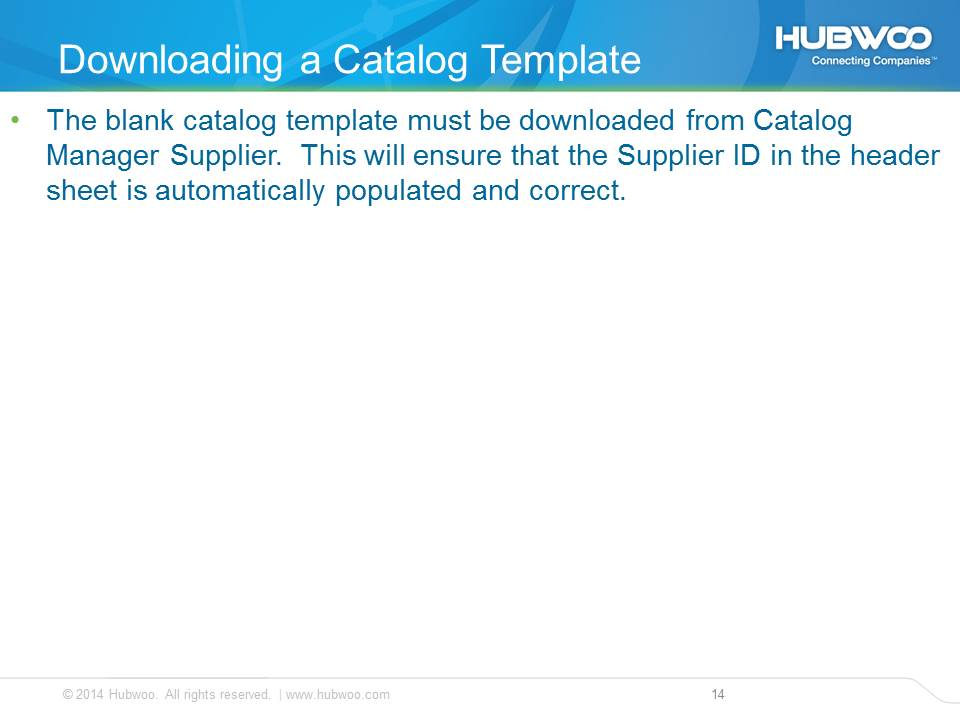 Downloading a Catalog Template
HUBWOO
Connecting Companies™
• The blank catalog template must be downloaded from Catalog
Manager Supplier.  This will ensure that the Supplier ID in the header
sheet is automatically populated and correct.
© 2014 Hubwoo. All rights reserved. | www.hubwoo.com
14